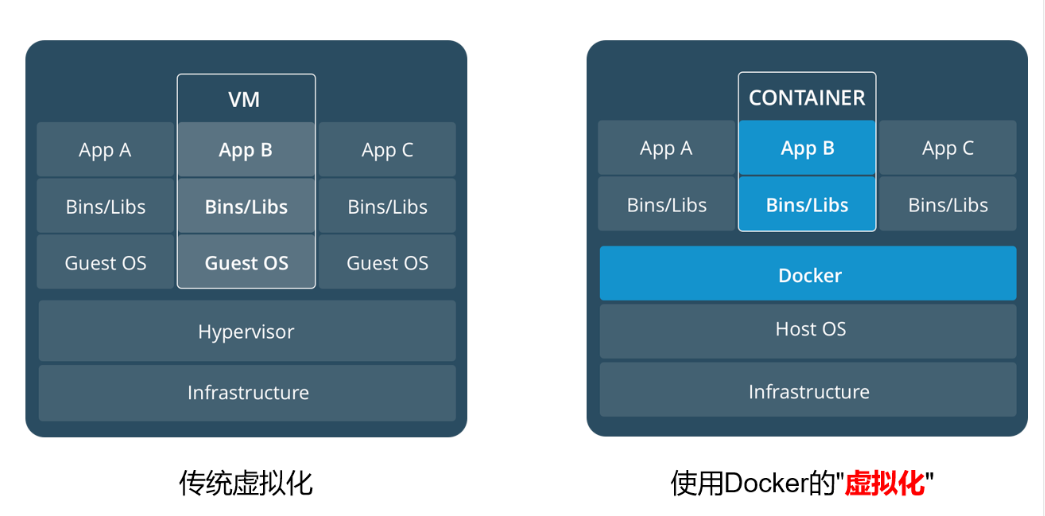 VM
App A
App B
App C
Bins/Libs
Bins/Libs
Bins/Libs
Guest OS
Guest OS
Guest OS
Hypervisor
Infrastructure
传统虚拟化
CONTAINER
App A
App B
App C
Bins/Libs
Bins/Libs
Bins/Libs
Docker
Host OS
Infrastructure
使用Docker的"虚拟化"